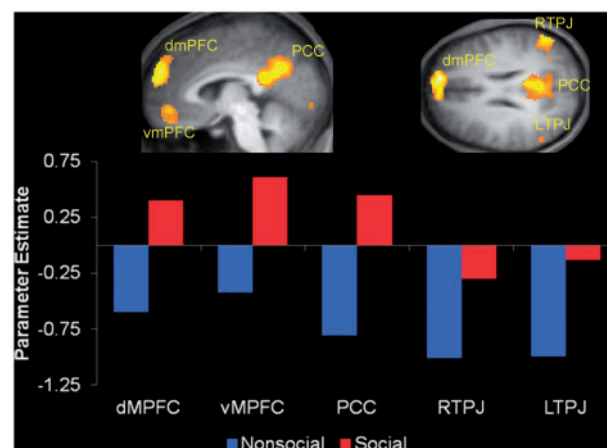 dmPFC
PCC
vmPFC
RTPJ
dmPFC
PCC
LTPJ
Parameter Estimate
0.75
0.25
-0.25
-0.75
-1.25
dMPFC vMPFC PCC RTPJ LTPJ
Nonsocial Social